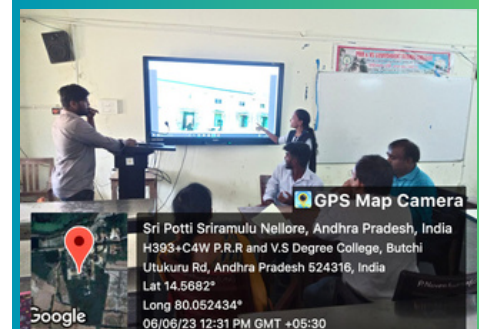 GPS Map Camera
Sri Potti Sriramulu Nellore, Andhra Pradesh, India
H393+C4W P.R.R and V.S Degree College, Butchi
Utukuru Rd, Andhra Pradesh 524316, India
Lat 14.5682°
Long 80.052434°
06/06/23 12:31 PM GMT +05:30
Google